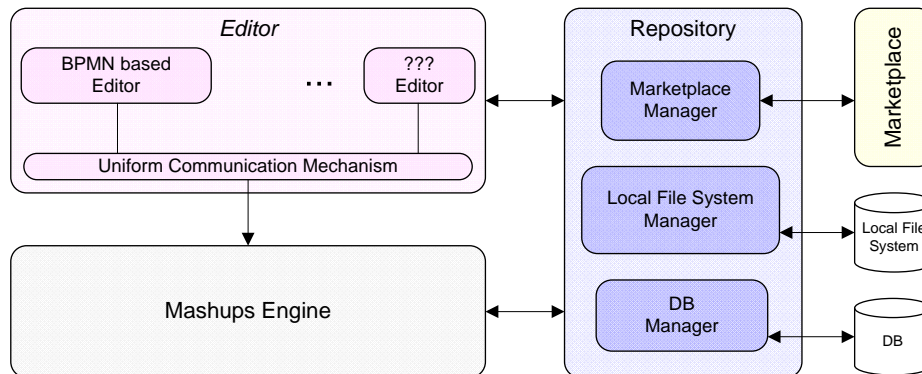 Editor
BPMN based
Editor
...
???
Editor
Uniform Communication Mechanism
Mashups Engine
Repository
Marketplace
Manager
Local File System
Manager
DB
Manager
Marketplace
Local File
System
DB